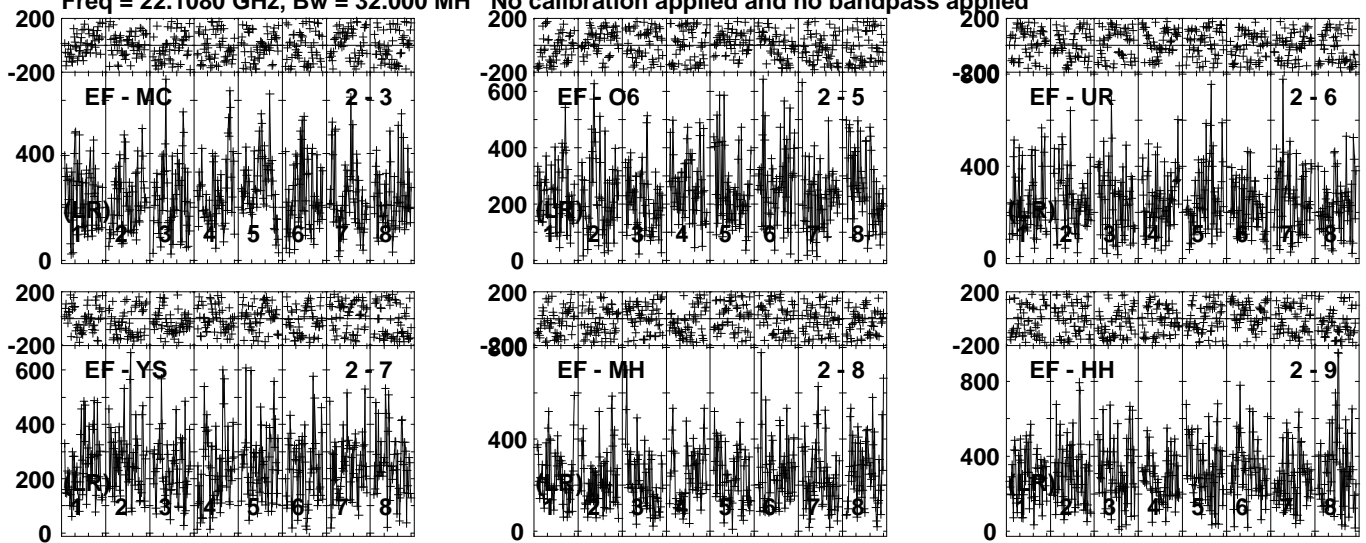 Freq = 22.1080 GHz, Bw = 32.000 MH No calibration applied and no bandpass applied
200 200 200
-200 -200 -200
EF - MC 2 - 3 600 EF - O6 2 - 5 800 EF - UR 2 - 6
400 400 400
200
(LR) (LR) (LR)
1 2 3 4 5 6 7 8 1 2 3 4 5 6 7 8 1 2 3 4 5 6 7 8
0 0 0
200 200 200
-200 -200 -200
600 EF - YS 2 - 7 800 EF - MH 2 - 8 EF - HH 2 - 9
800
400 400 400
200
(LR) (LR) (LR)
1 2 3 4 5 6 7 8 1 2 3 4 5 6 7 8 1 2 3 4 5 6 7 8
0 0 0